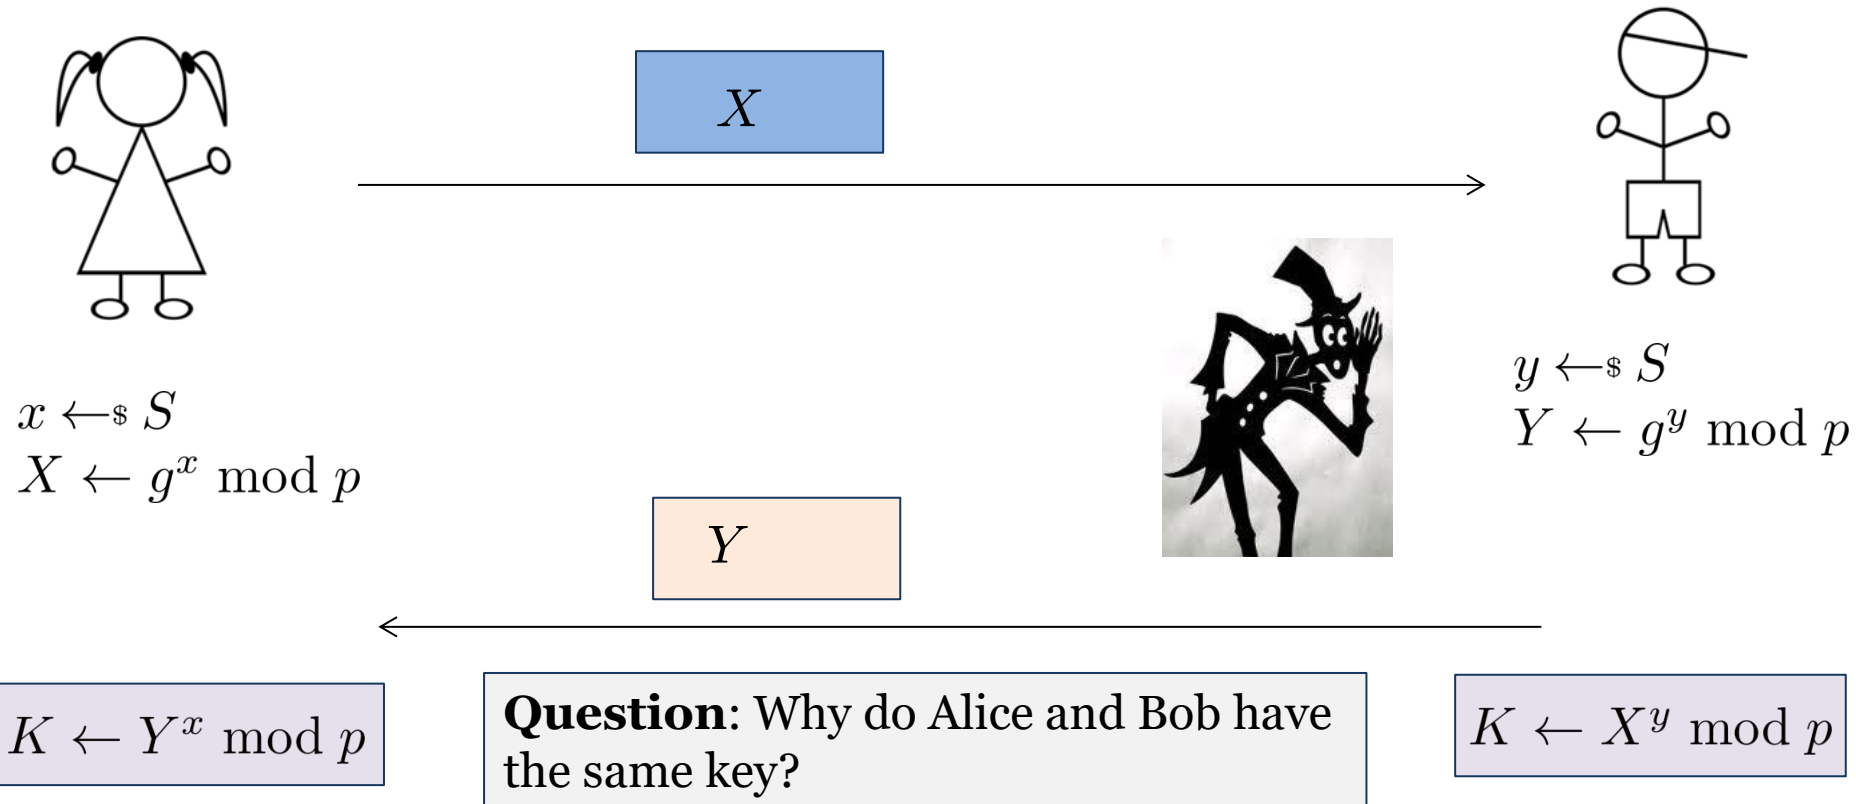 X
x ←$ S
X ← g^x mod p
y ←$ S
Y ← g^y mod p
Y
K ← Y^x mod p
Question: Why do Alice and Bob have
the same key?
K ← X^y mod p